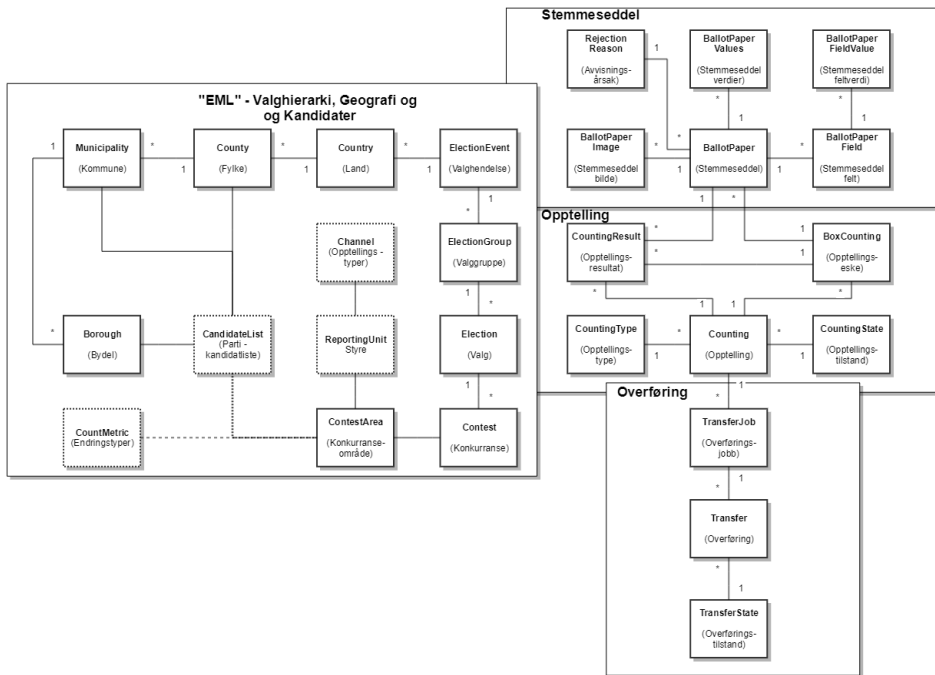 Stemmeseddel
Rejection
Reason
(Avvisnings-
årsak)
1
BallotPaper
Values
(Stemmeseddel
verdier)
BallotPaper
FieldValue
(Stemmeseddel
feltverdi)
*
*
*
1
1
BallotPaper
Image
(Stemmeseddel
bilde)
*
1
BallotPaper
(Stemmeseddel)
*
1
BallotPaper
Field
(Stemmeseddel
felt)
1
*
Opptelling
CountingResult
(Opptellings-
resultat)
*
*
1
1
BoxCounting
(Opptellings-
eske)
*
1
1
*
CountingType
(Opptellings-
type)
*
1
Counting
(Opptelling)
*
1
CountingState
(Opptellings-
tilstand)
1
Overføring
*
TransferJob
(Overførings-
jobb)
1
*
Transfer
(Overføring)
*
1
TransferState
(Overførings-
tilstand)
"EML" - Valghierarki, Geografi og
og Kandidater
1
Municipality
(Kommune)
*
1
County
(Fylke)
*
1
Country
(Land)
*
1
ElectionEvent
(Valghendelse)
1
*
Channel
(Opptellings -
typer)
ElectionGroup
(Valggruppe)
1
*
*
Borough
(Bydel)
CandidateList
(Parti -
kandidatliste)
ReportingUnit
Styre
Election
(Valg)
1
*
CountMetric
(Endringstyper)
ContestArea
(Konkurranse-
område)
Contest
(Konkurranse)